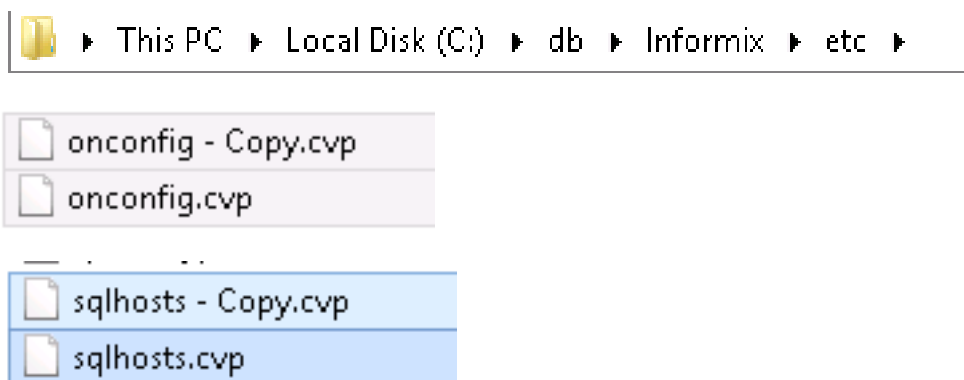 This PC Local Disk (C:) db Informix etc
onconfig - Copy.cvp
onconfig.cvp
sqlhosts - Copy.cvp
sqlhosts.cvp